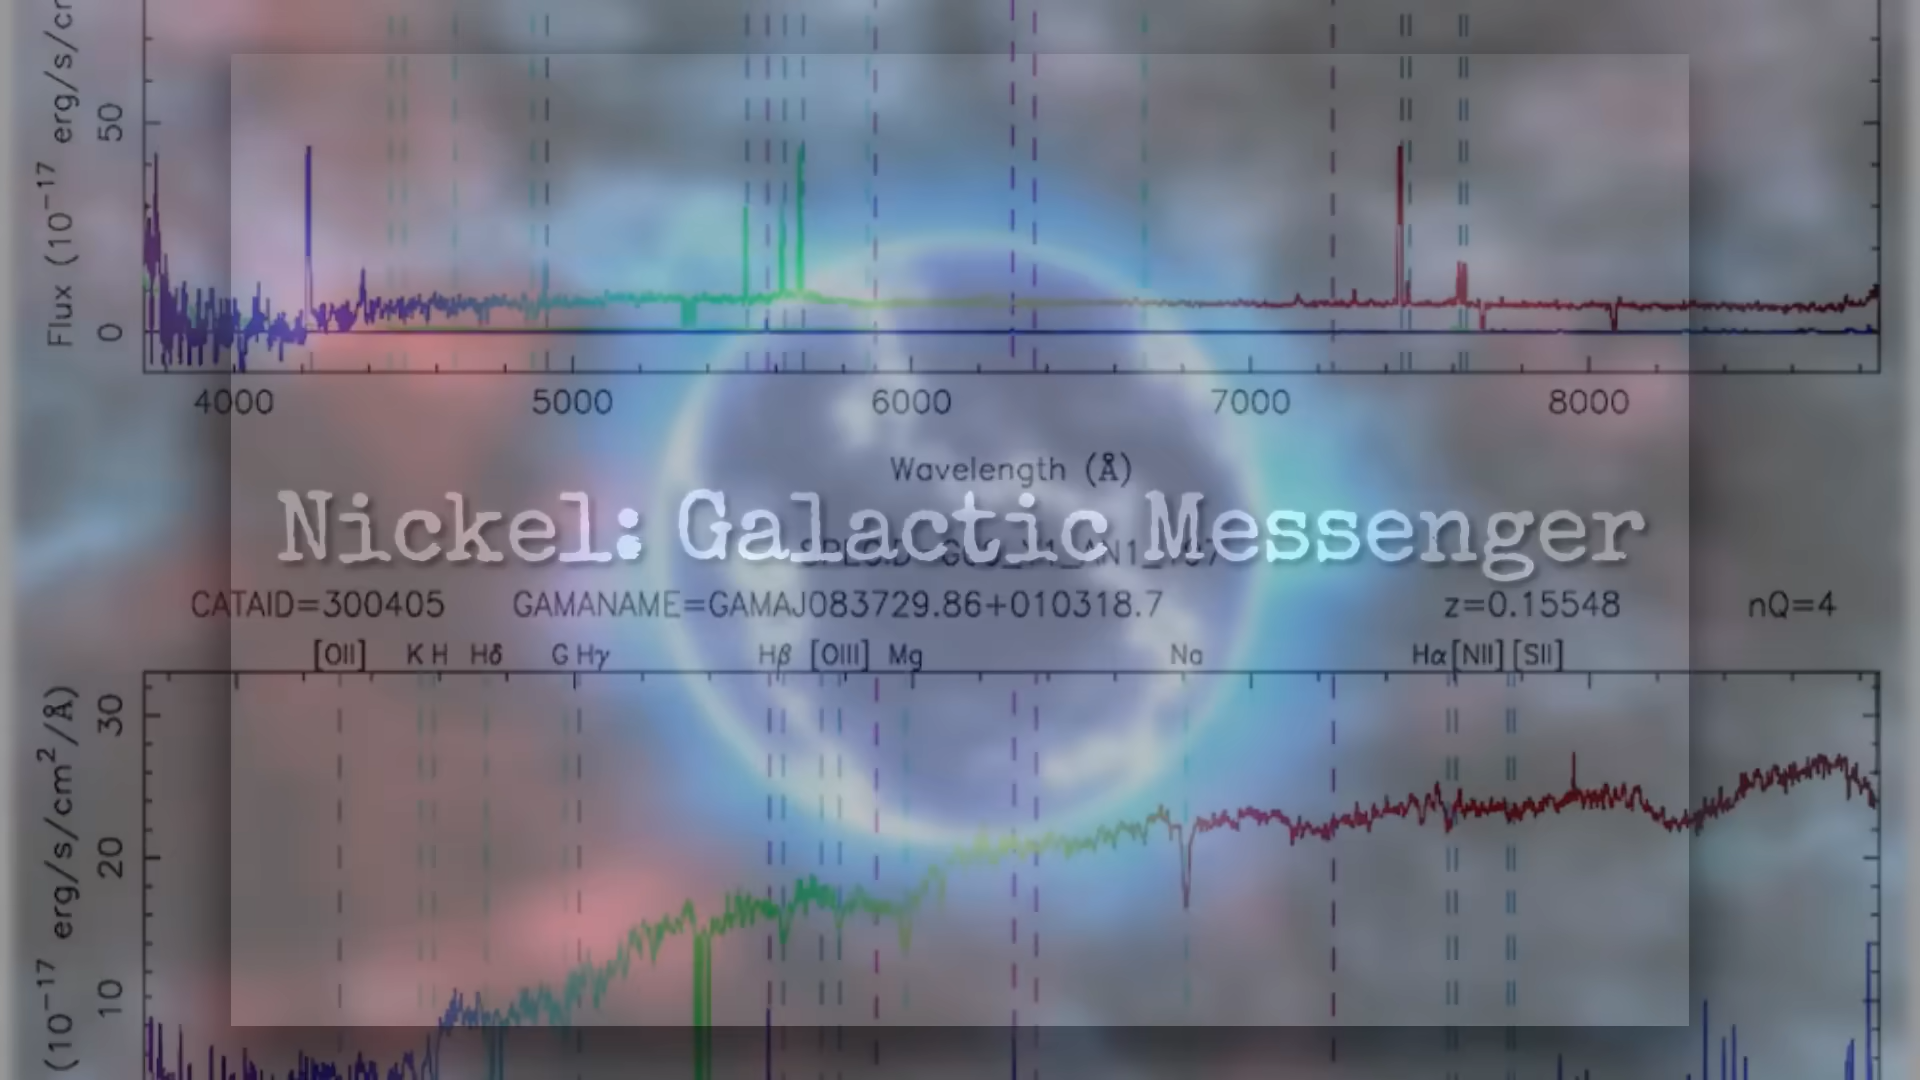 Flux (10⁻¹⁷ erg/s/cm
50
0
4000 5000 6000 7000 8000
Wavelength (Å)
Nickel: Galactic Messenger
CATAID=300405 GAMANAME=GAMAJ083729.86+010318.7 z=0.15548 nQ=4
[OII] K H Hδ G Hγ Hβ [OIII] Mg Na Hα [NII] [SII]
(10⁻¹⁷ erg/s/cm²/Å)
30
20
10